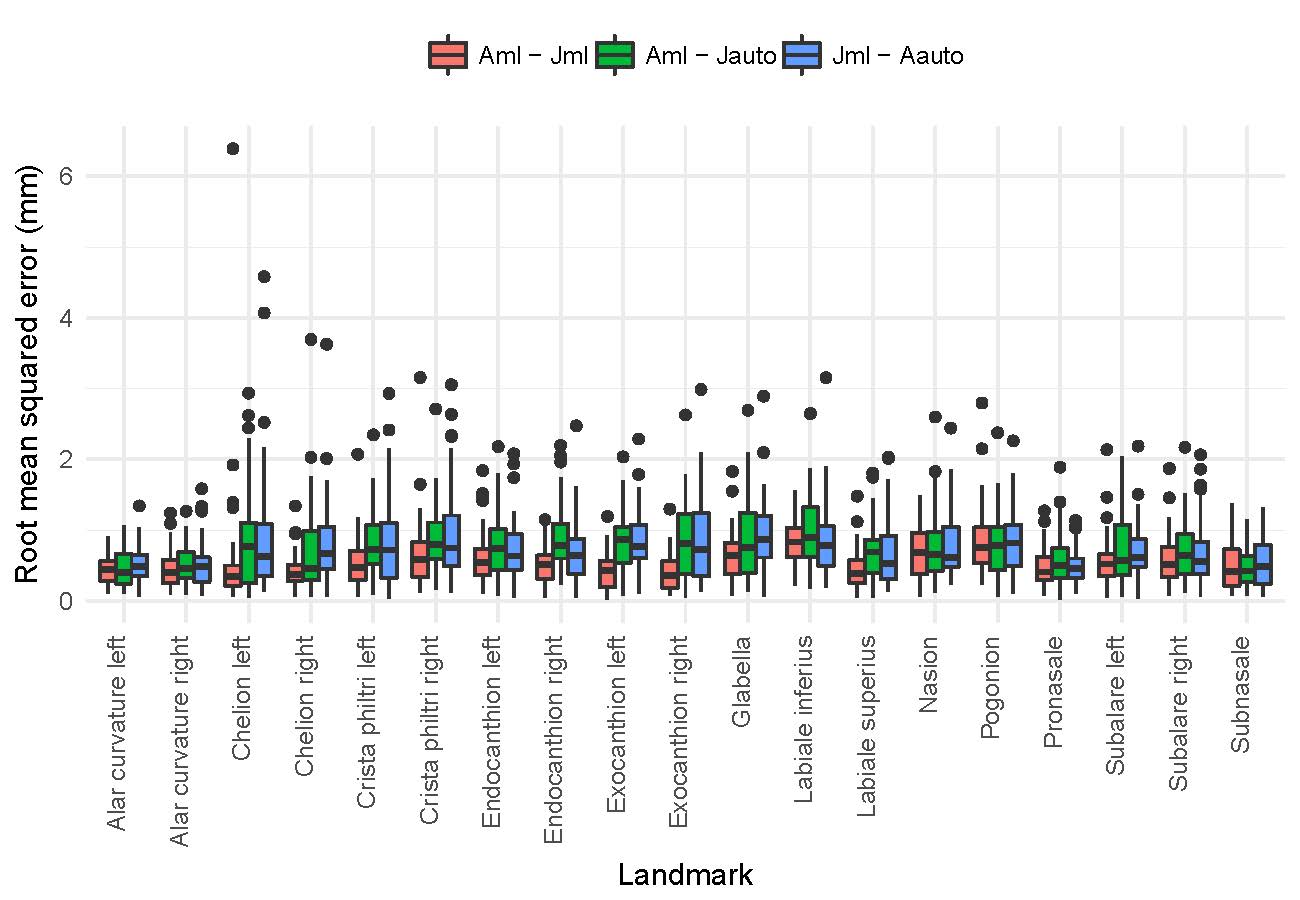 Aml − Jml Aml − Jauto Jml − Aauto
Root mean squared error (mm)
6
4
2
0
Alar curvature left
Alar curvature right
Chelion left
Chelion right
Crista philtri left
Crista philtri right
Endocanthion left
Endocanthion right
Exocanthion left
Exocanthion right
Glabella
Labiale inferius
Labiale superius
Nasion
Pogonion
Pronasale
Subalare left
Subalare right
Subnasale
Landmark